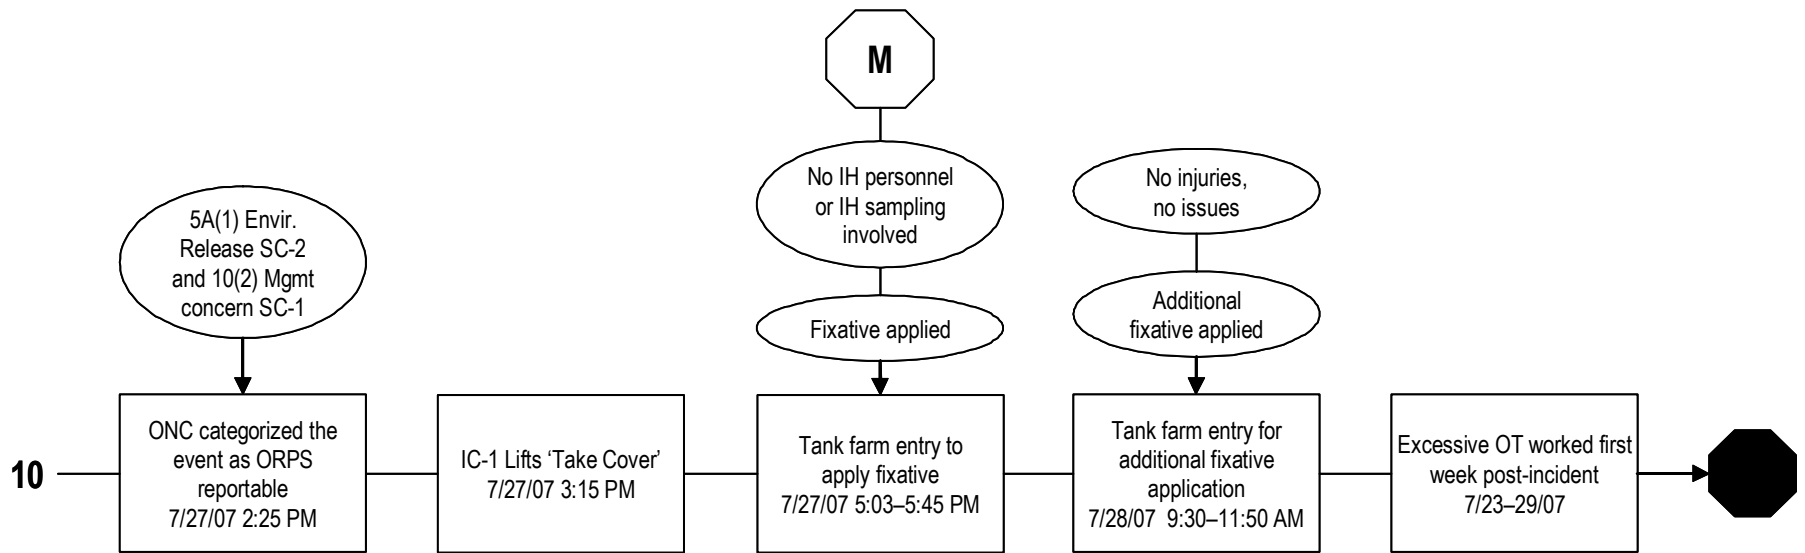 M
No IH personnel
or IH sampling
involved
No injuries,
no issues
5A(1) Envir.
Release SC-2
and 10(2) Mgmt
concern SC-1
Fixative applied
Additional
fixative applied
10
ONC categorized the
event as ORPS
reportable
7/27/07 2:25 PM
IC-1 Lifts ‘Take Cover’
7/27/07 3:15 PM
Tank farm entry to
apply fixative
7/27/07 5:03–5:45 PM
Tank farm entry for
additional fixative
application
7/28/07 9:30–11:50 AM
Excessive OT worked first
week post-incident
7/23–29/07